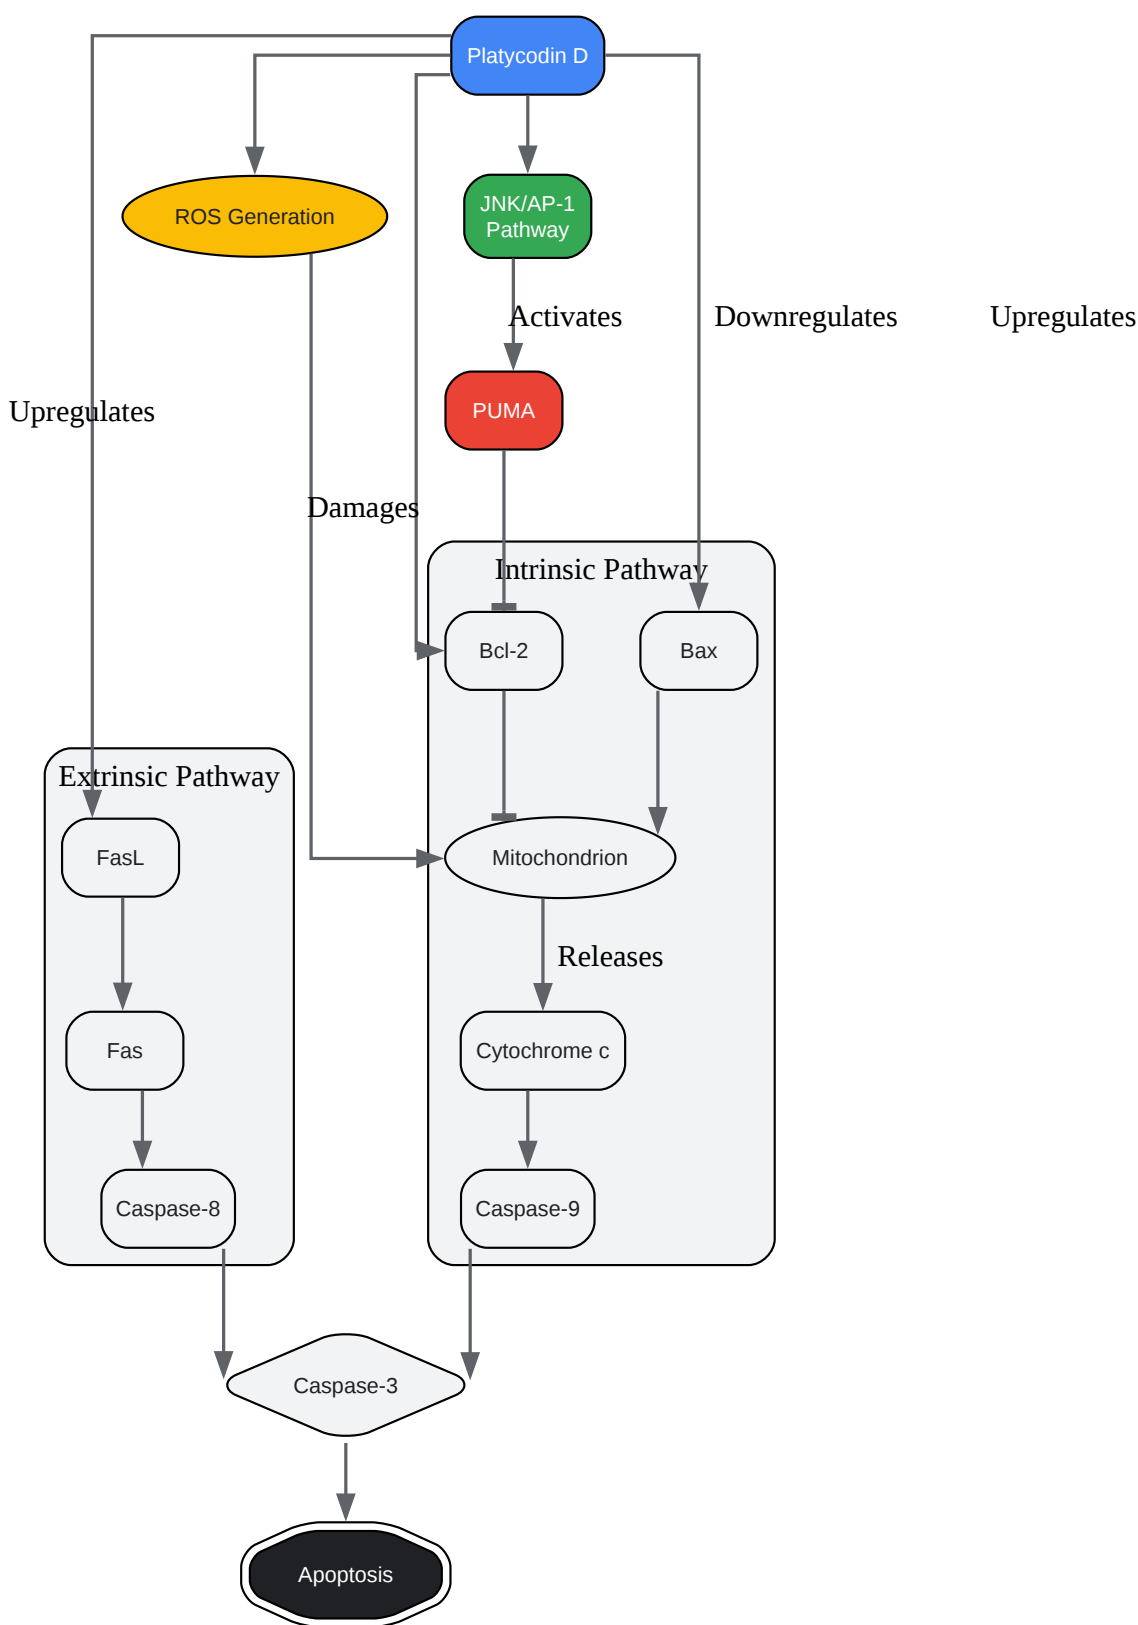 Platycodin D
ROS Generation
JNK/AP-1
Pathway
Activates
Downregulates
Upregulates
Upregulates
PUMA
Damages
Intrinsic Pathway
Bcl-2
Bax
Extrinsic Pathway
FasL
Mitochondrion
Releases
Fas
Cytochrome c
Caspase-8
Caspase-9
Caspase-3
Apoptosis